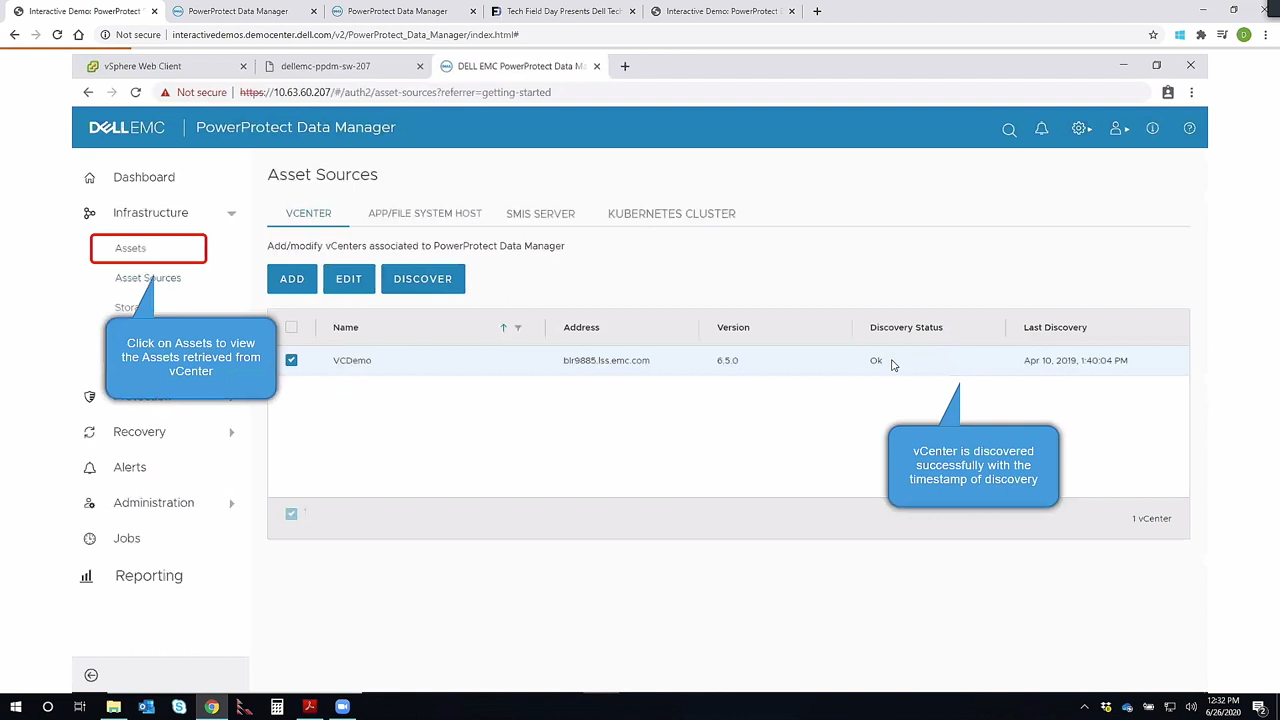 Interactive Demo: PowerProtect D
PowerProtect Data Manager
PowerProtect Data Manager
Tech Field Day Presents Dell Tec
Interactive Demo: PowerProtect D
Not secure
interactivedemos.democenter.dell.com/v2/PowerProtect_Data_Manager/index.html#
D
vSphere Web Client
dellemc-ppdm-sw-207
DELL EMC PowerProtect Data Ma
Not secure
https://10.63.60.207/#/auth2/asset-sources?referrer=getting-started
DELLEMC
PowerProtect Data Manager
Dashboard
Infrastructure
Assets
Asset Sources
Click on Assets to view
the Assets retrieved from
vCenter
Recovery
Alerts
Administration
Jobs
Reporting
Asset Sources
VCENTER
APP/FILE SYSTEM HOST
SMIS SERVER
KUBERNETES CLUSTER
Add/modify vCenters associated to PowerProtect Data Manager
ADD
EDIT
DISCOVER
Name
Address
Version
Discovery Status
Last Discovery
VCDemo
blr9885.lss.emc.com
6.5.0
Ok
Apr 10, 2019, 1:40:04 PM
vCenter is discovered
successfully with the
timestamp of discovery
1 vCenter
12:32 PM
6/26/2020